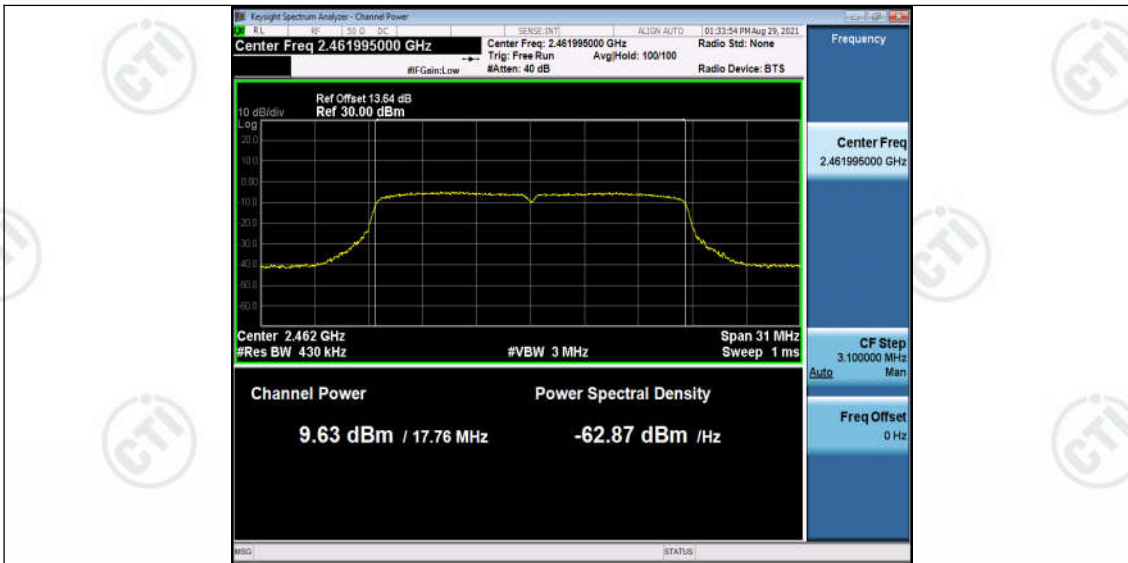 Keysight Spectrum Analyzer - Channel Power
RL RF 50 Ω DC SENSE:INT ALIGN AUTO 01:33:54 PM Aug 29, 2021
Center Freq 2.461995000 GHz
Center Freq: 2.461995000 GHz
Radio Std: None
Trig: Free Run
Avg|Hold: 100/100
#IFGain:Low
#Atten: 40 dB
Radio Device: BTS
Frequency
Ref Offset 13.64 dB
10 dB/div
Ref 30.00 dBm
Log
20.0
10.0
0.00
-10.0
-20.0
-30.0
-40.0
-50.0
-60.0
Center 2.462 GHz
Span 31 MHz
#Res BW 430 kHz
#VBW 3 MHz
Sweep 1 ms
Channel Power
Power Spectral Density
9.63 dBm / 17.76 MHz
-62.87 dBm /Hz
Center Freq
2.461995000 GHz
CF Step
3.100000 MHz
Auto Man
Freq Offset
0 Hz
MSG
STATUS
CTI
CTI
CTI
CTI
CTI